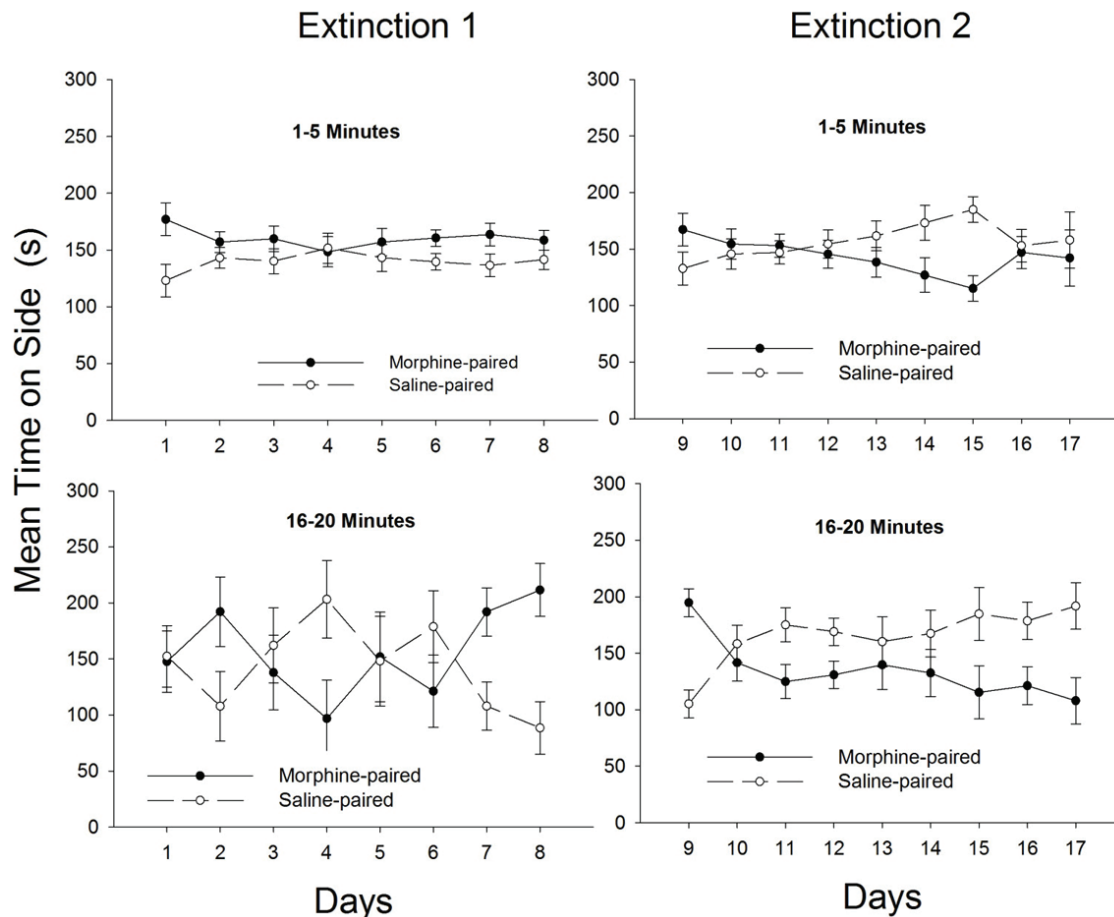 Extinction 1
Extinction 2
Mean Time on Side (s)
300
250
200
150
100
50
0
1-5 Minutes
Morphine-paired
Saline-paired
1 2 3 4 5 6 7 8
300
250
200
150
100
50
0
1-5 Minutes
Morphine-paired
Saline-paired
9 10 11 12 13 14 15 16 17
300
250
200
150
100
50
0
16-20 Minutes
Morphine-paired
Saline-paired
1 2 3 4 5 6 7 8
Days
300
250
200
150
100
50
0
16-20 Minutes
Morphine-paired
Saline-paired
9 10 11 12 13 14 15 16 17
Days